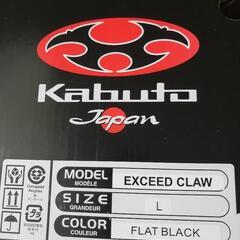 Kabuto
Japan
MODEL EXCEED CLAW
MODÈLE
SIZE L
GRANDEUR
COLOR FLAT BLACK
COULEUR